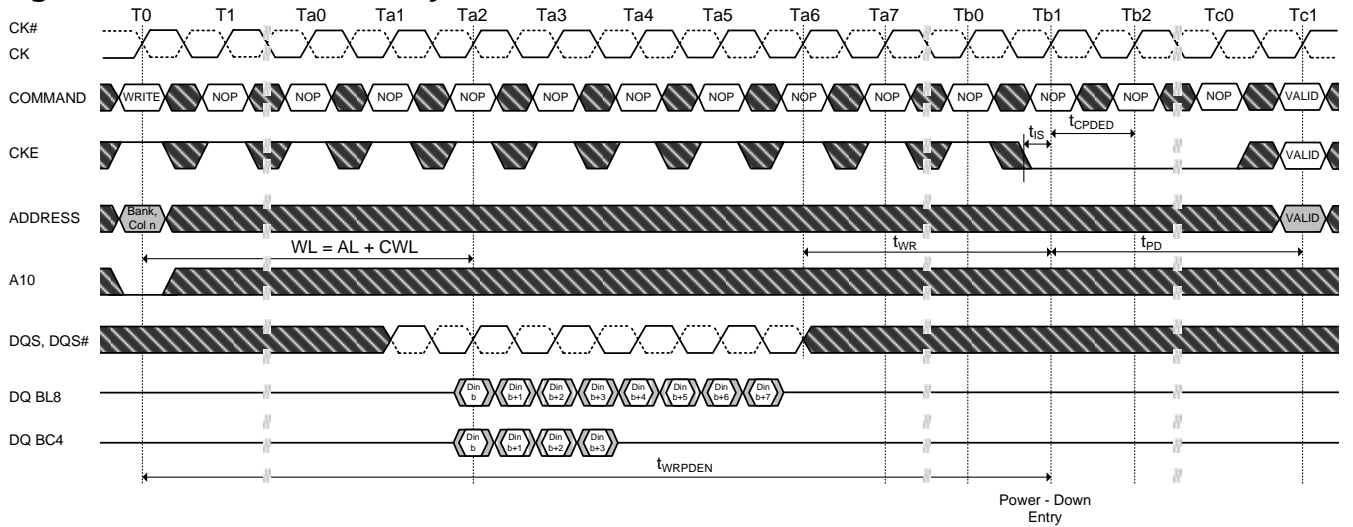 T0 T1 Ta0 Ta1 Ta2 Ta3 Ta4 Ta5 Ta6 Ta7 Tb0 Tb1 Tb2 Tc0 Tc1
CK#
CK
COMMAND WRITE NOP NOP NOP NOP NOP NOP NOP NOP NOP NOP NOP NOP NOP VALID
tIS tCPDED
CKE VALID
ADDRESS Bank, Col n VALID
WL = AL + CWL tWR tPD
A10
DQS, DQS#
DQ BL8 Din b Din b+1 Din b+2 Din b+3 Din b+4 Din b+5 Din b+6 Din b+7
DQ BC4 Din b Din b+1 Din b+2 Din b+3
tWRPDEN
Power - Down
Entry